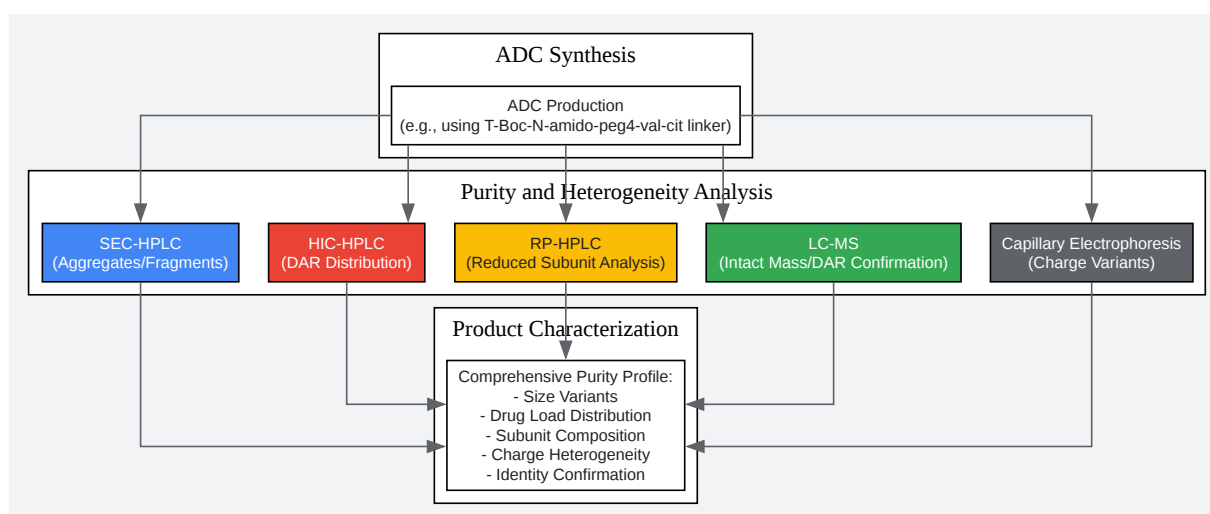 ADC Synthesis
ADC Production
(e.g., using T-Boc-N-amido-peg4-val-cit linker)
Purity and Heterogeneity Analysis
SEC-HPLC
(Aggregates/Fragments)
HIC-HPLC
(DAR Distribution)
RP-HPLC
(Reduced Subunit Analysis)
LC-MS
(Intact Mass/DAR Confirmation)
Capillary Electrophoresis
(Charge Variants)
Product Characterization
Comprehensive Purity Profile:
- Size Variants
- Drug Load Distribution
- Subunit Composition
- Charge Heterogeneity
- Identity Confirmation